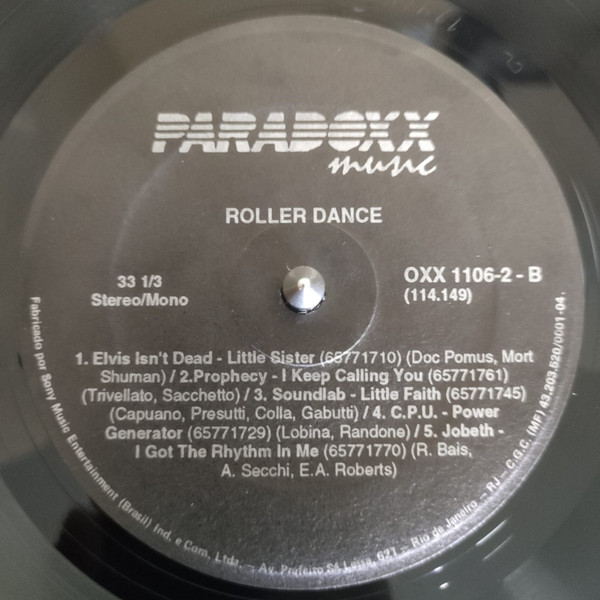 PARADOXX
music
ROLLER DANCE
33 1/3
Stereo/Mono
OXX 1106-2 - B
(114.149)
1. Elvis Isn't Dead - Little Sister (65771710) (Doc Pomus, Mort
Shuman) / 2.Prophecy - I Keep Calling You (65771761)
(Trivellato, Sacchetto) / 3. Soundlab - Little Faith (65771745)
(Capuano, Presutti, Colla, Gabutti) / 4. C.P.U. - Power
Generator (65771729) (Lobina, Randone) / 5. Jobeth -
I Got The Rhythm In Me (65771770) (R. Bais,
A. Secchi, E.A. Roberts)
Fabricado por Sony Music Entertainment (Brasil) Ind. e Com. Ltda. - Av. Prefeito Sá Lessa, 621 - Rio de Janeiro - RJ - C.G.C. (MF) 43.203.520/0001-04.